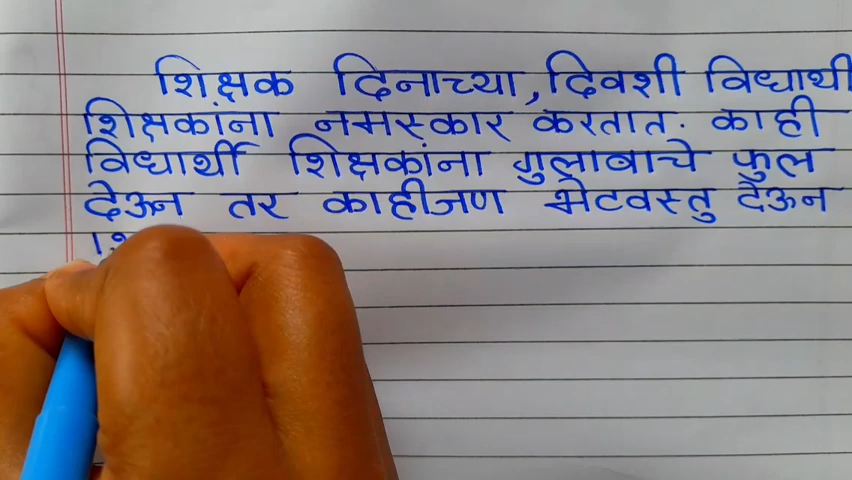 शिक्षक दिनाच्या, दिवशी विद्यार्थी
शिक्षकांना नमस्कार करतात. काही
विद्यार्थी शिक्षकांना गुलाबाचे फुल
देऊन तर काहीजण भेटवस्तु देऊन